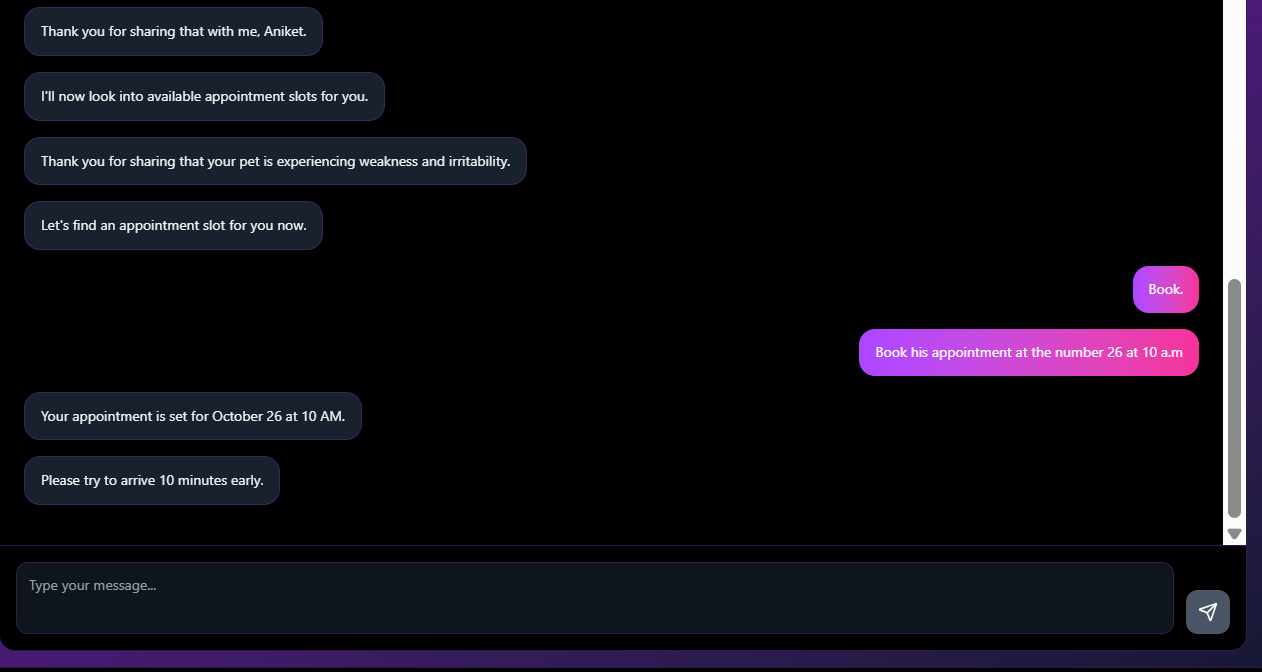 Thank you for sharing that with me, Aniket.
I'll now look into available appointment slots for you.
Thank you for sharing that your pet is experiencing weakness and irritability.
Let's find an appointment slot for you now.
Book.
Book his appointment at the number 26 at 10 a.m
Your appointment is set for October 26 at 10 AM.
Please try to arrive 10 minutes early.
Type your message...